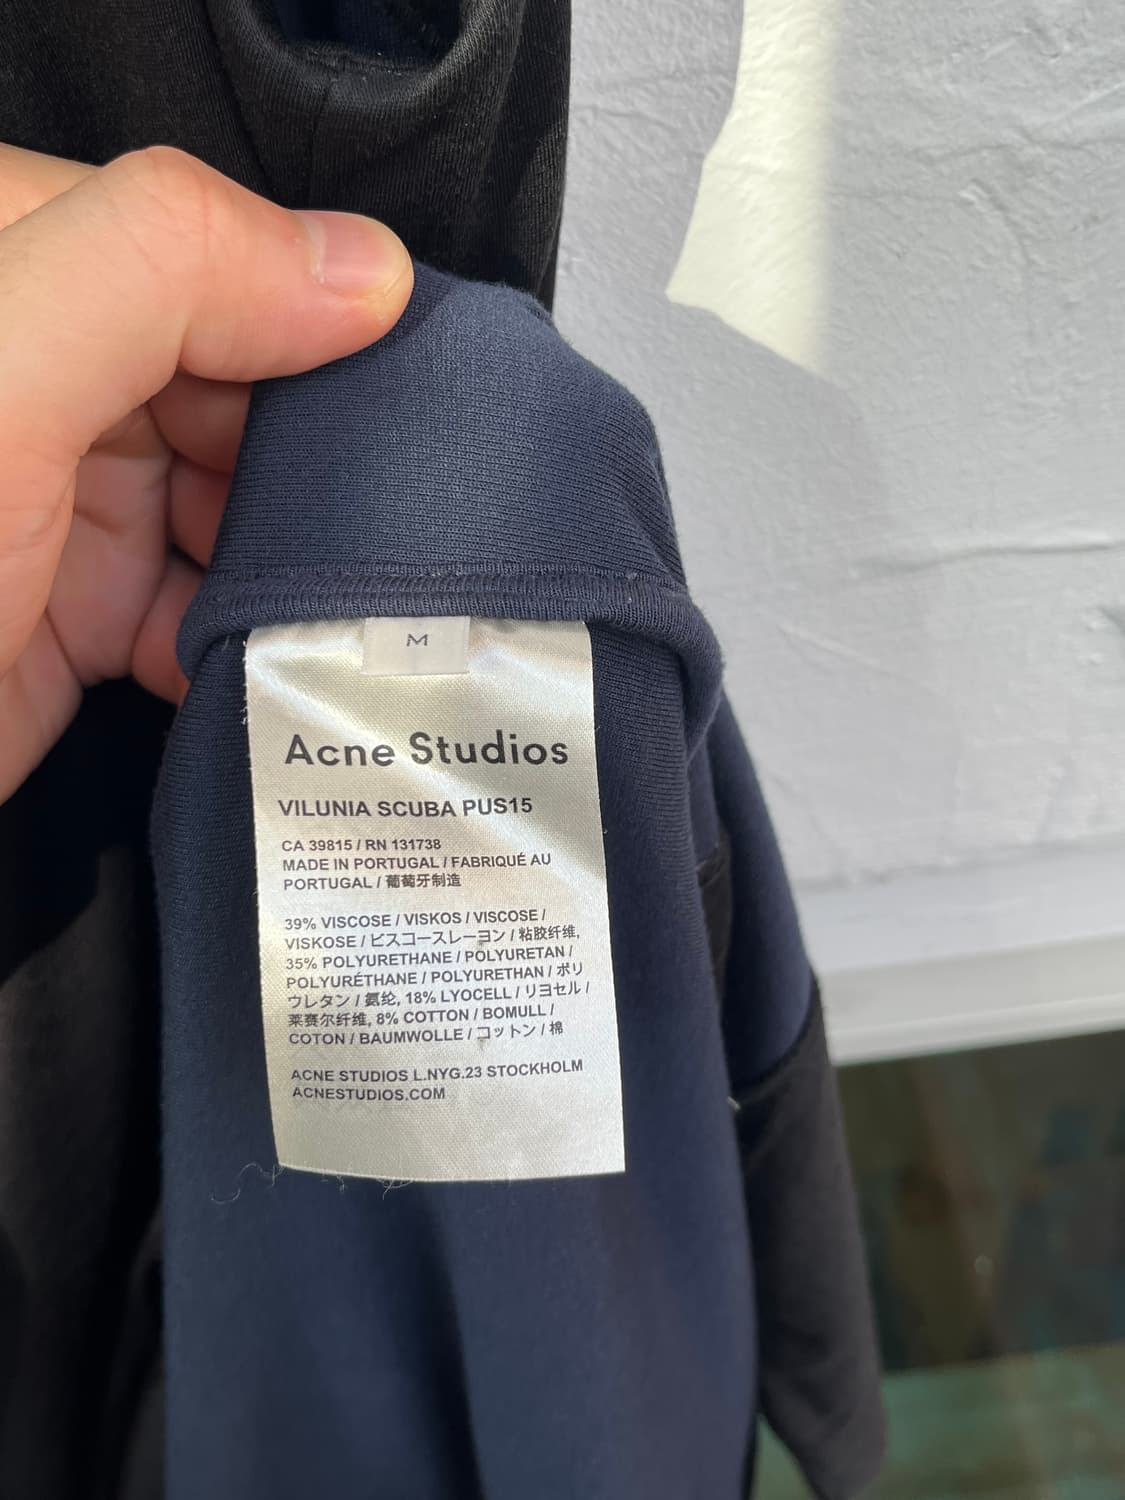 M
Acne Studios
VILUNIA SCUBA PUS15
CA 39815 / RN 131738
MADE IN PORTUGAL / FABRIQUÉ AU
PORTUGAL / 葡萄牙制造
39% VISCOSE / VISKOS / VISCOSE /
VISKOSE / ビスコースレーヨン / 粘胶纤维,
35% POLYURETHANE / POLYURETAN /
POLYURÉTHANE / POLYURETHAN / ポリ
ウレタン / 氨纶, 18% LYOCELL / リヨセル /
莱赛尔纤维, 8% COTTON / BOMULL /
COTON / BAUMWOLLE / コットン / 棉
ACNE STUDIOS L.NYG.23 STOCKHOLM
ACNESTUDIOS.COM